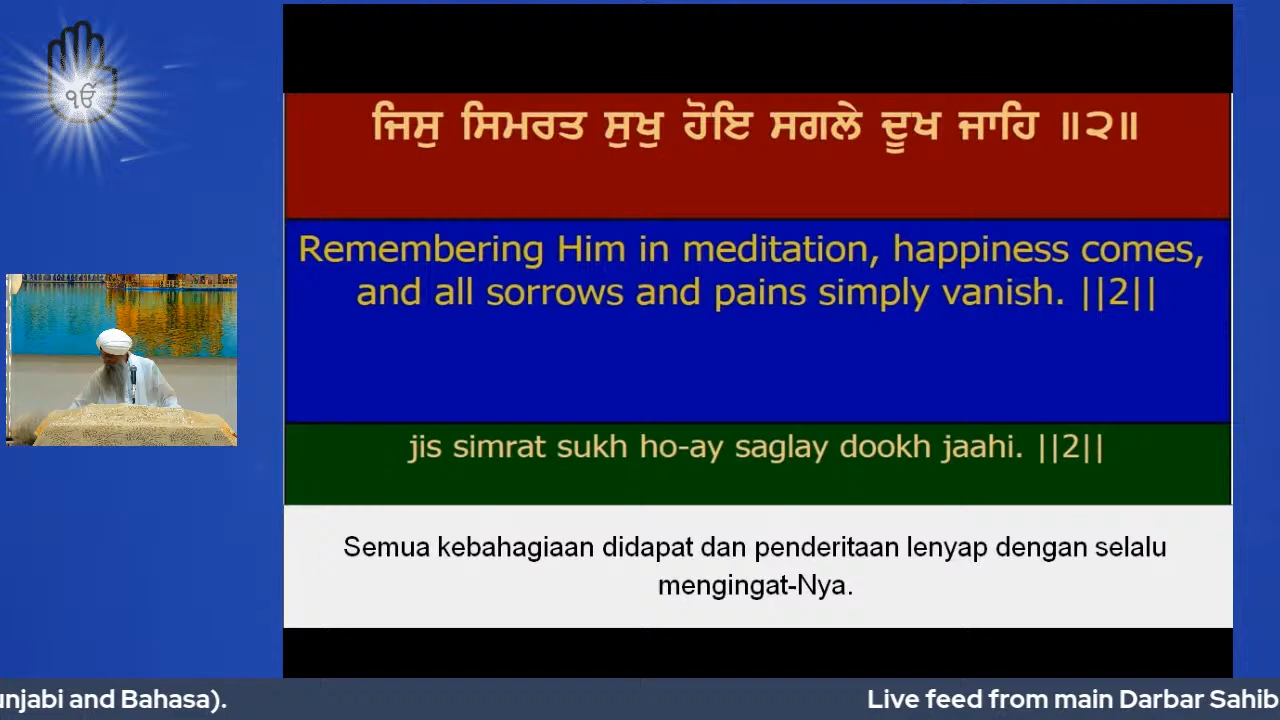 ੴ
ਜਿਸੁ ਸਿਮਰਤ ਸੁਖੁ ਹੋਇ ਸਗਲੇ ਦੂਖ ਜਾਹਿ ॥੨॥
Remembering Him in meditation, happiness comes,
and all sorrows and pains simply vanish. ||2||
jis simrat sukh ho-ay saglay dookh jaahi. ||2||
Semua kebahagiaan didapat dan penderitaan lenyap dengan selalu
mengingat-Nya.
unjabi and Bahasa). Live feed from main Darbar Sahib